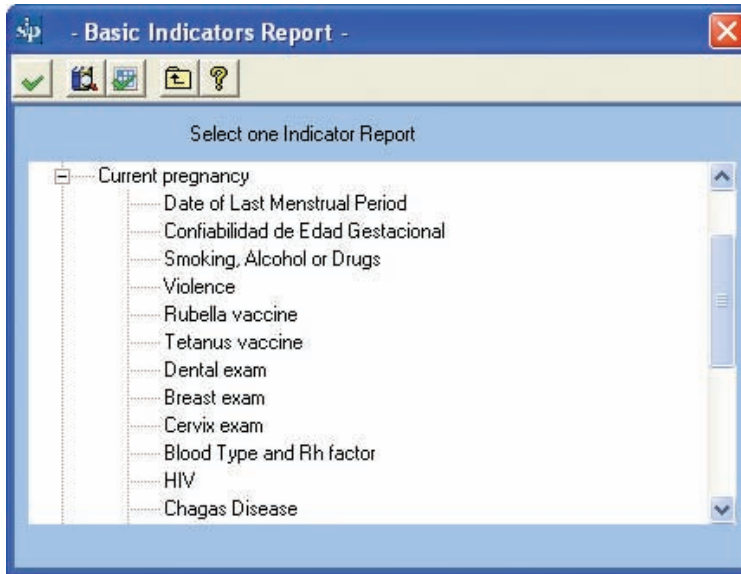 sip - Basic Indicators Report -
Select one Indicator Report
Current pregnancy
Date of Last Menstrual Period
Confiabilidad de Edad Gestacional
Smoking, Alcohol or Drugs
Violence
Rubella vaccine
Tetanus vaccine
Dental exam
Breast exam
Cervix exam
Blood Type and Rh factor
HIV
Chagas Disease